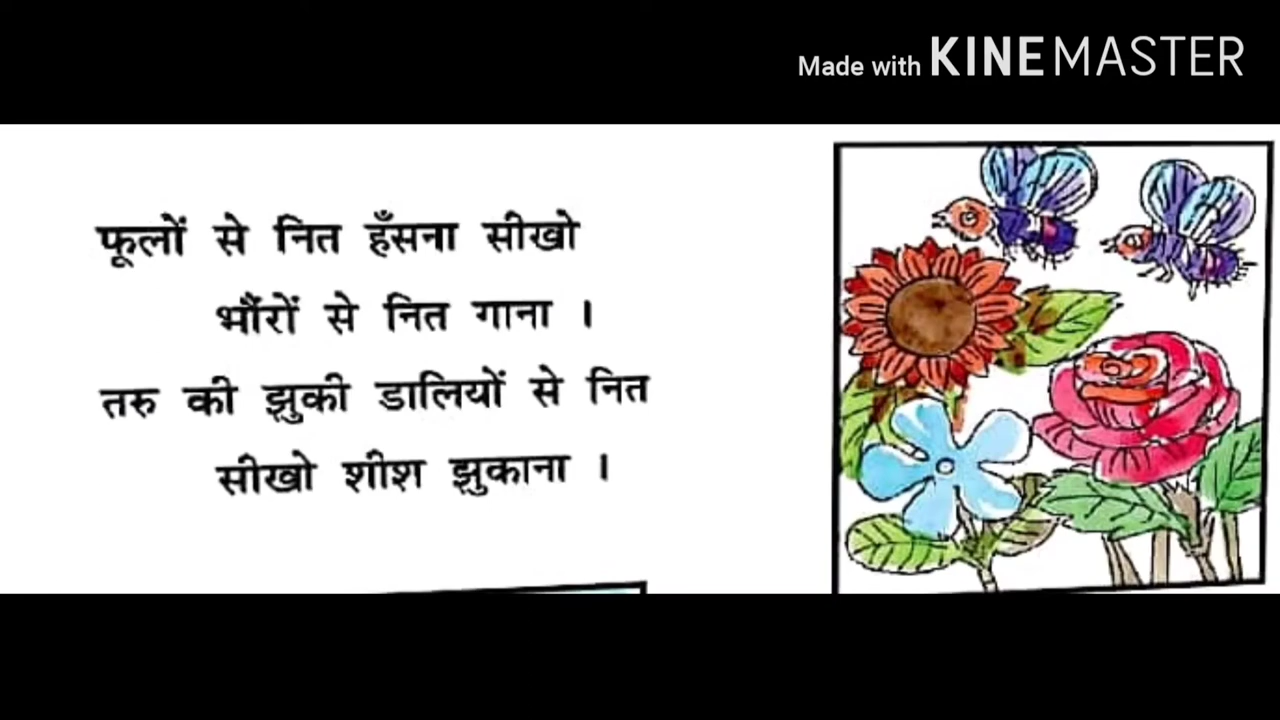 Made with KINEMASTER
फूलों से नित हँसना सीखो
भौंरों से नित गाना ।
तरु की झुकी डालियों से नित
सीखो शीश झुकाना ।